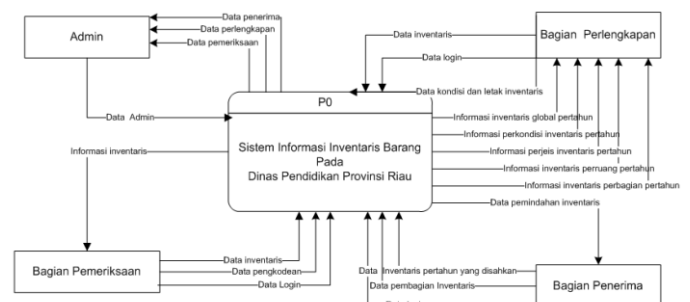 Data penerima
Data perlengkapan
Data pemeriksaan
Admin
Data inventaris
Bagian Perlengkapan
Data login
Data kondisi dan letak inventaris
P0
Data Admin
Informasi inventaris global pertahun
Informasi perkondisi inventaris pertahun
Informasi inventaris
Sistem Informasi Inventaris Barang
Pada
Dinas Pendidikan Provinsi Riau
Informasi perjeis inventaris pertahun
Informasi inventaris perruang pertahun
Informasi inventaris perbagian pertahun
Data pemindahan inventaris
Bagian Pemeriksaan
Data inventaris
Data pengkodean
Data Login
Data Inventaris pertahun yang disahkan
Data pembagian Inventaris
Bagian Penerima